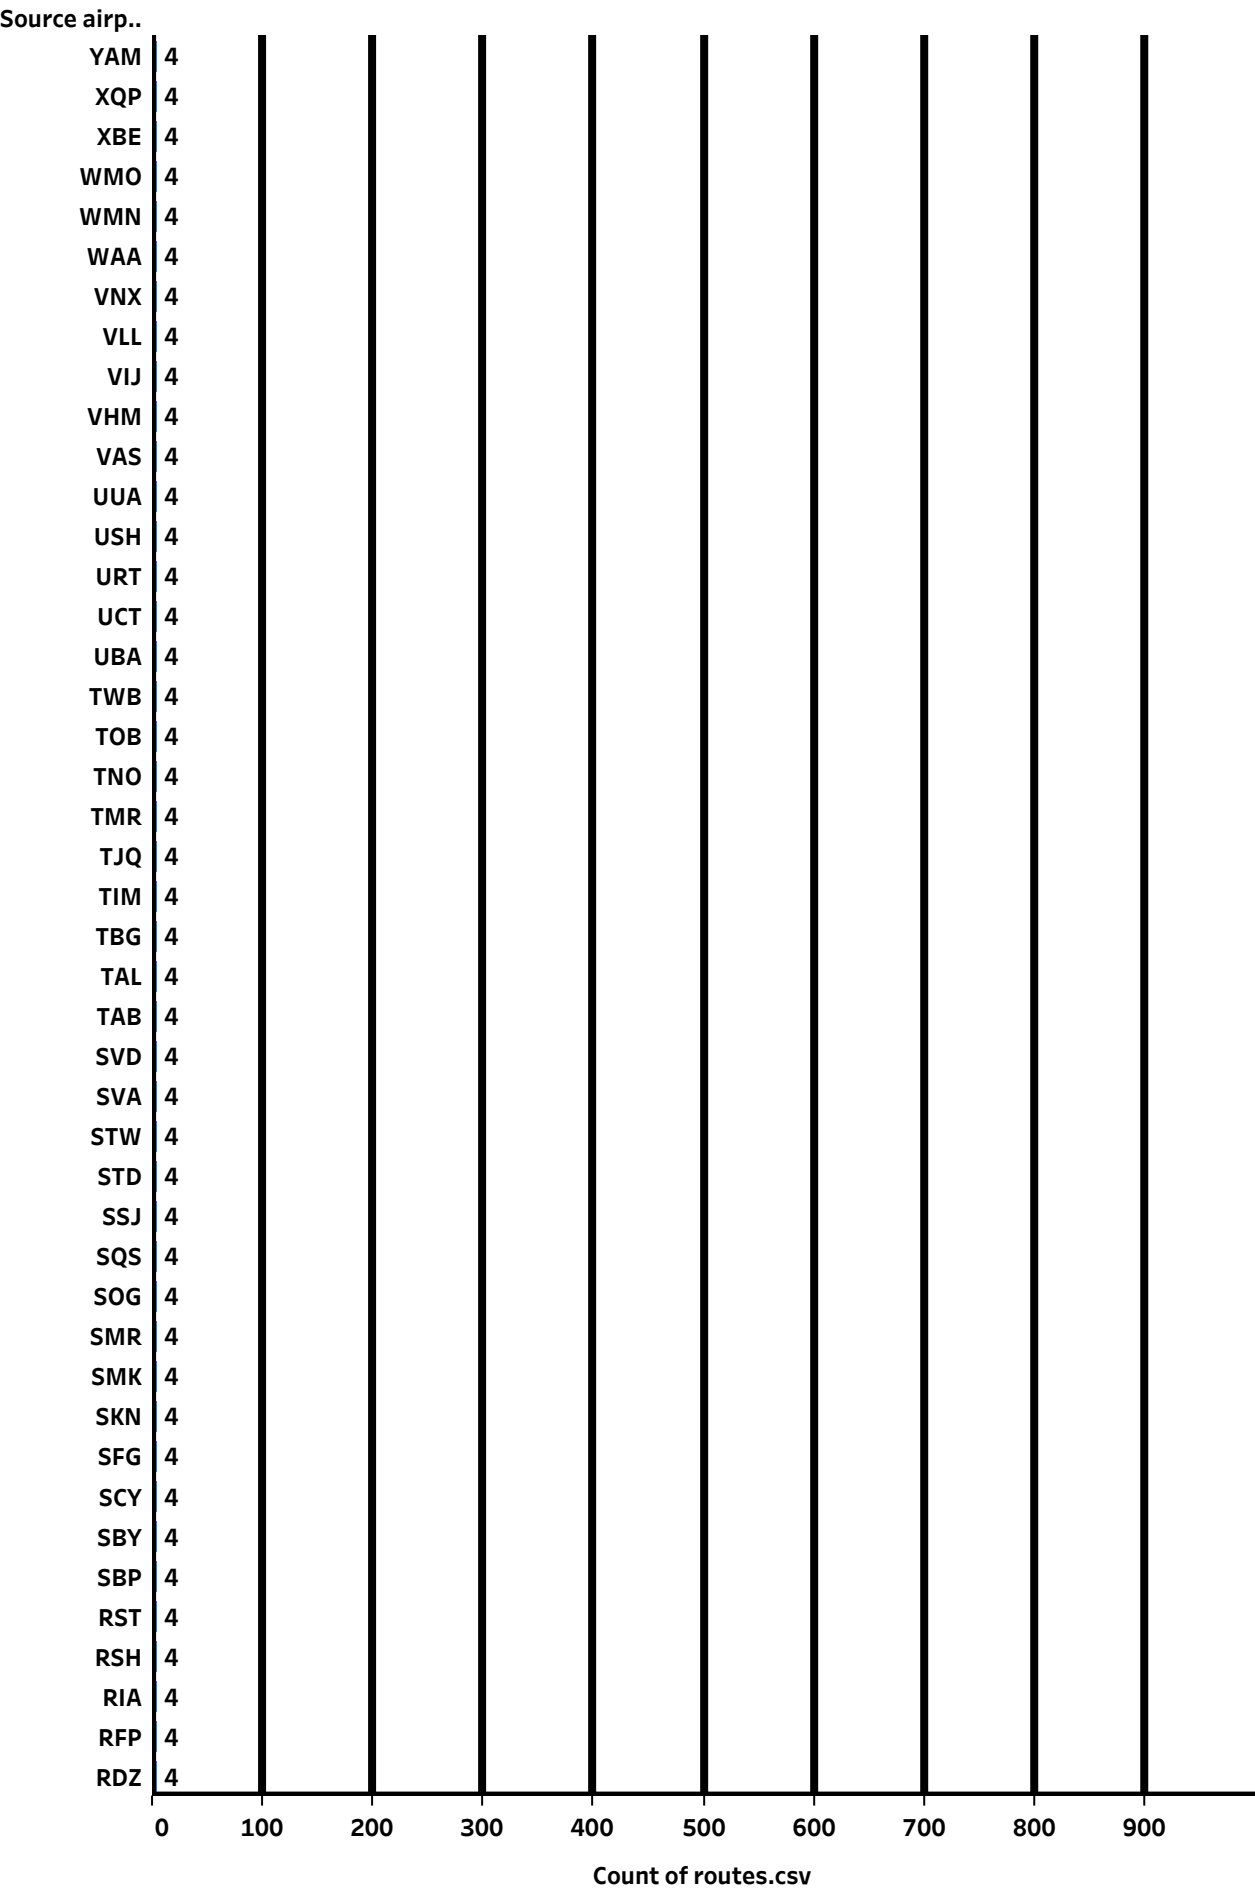 Source airp..
YAM 4
XQP 4
XBE 4
WMO 4
WMN 4
WAA 4
VNX 4
VLL 4
VIJ 4
VHM 4
VAS 4
UUA 4
USH 4
URT 4
UCT 4
UBA 4
TWB 4
TOB 4
TNO 4
TMR 4
TJQ 4
TIM 4
TBG 4
TAL 4
TAB 4
SVD 4
SVA 4
STW 4
STD 4
SSJ 4
SQS 4
SOG 4
SMR 4
SMK 4
SKN 4
SFG 4
SCY 4
SBY 4
SBP 4
RST 4
RSH 4
RIA 4
RFP 4
RDZ 4
0 100 200 300 400 500 600 700 800 900
Count of routes.csv